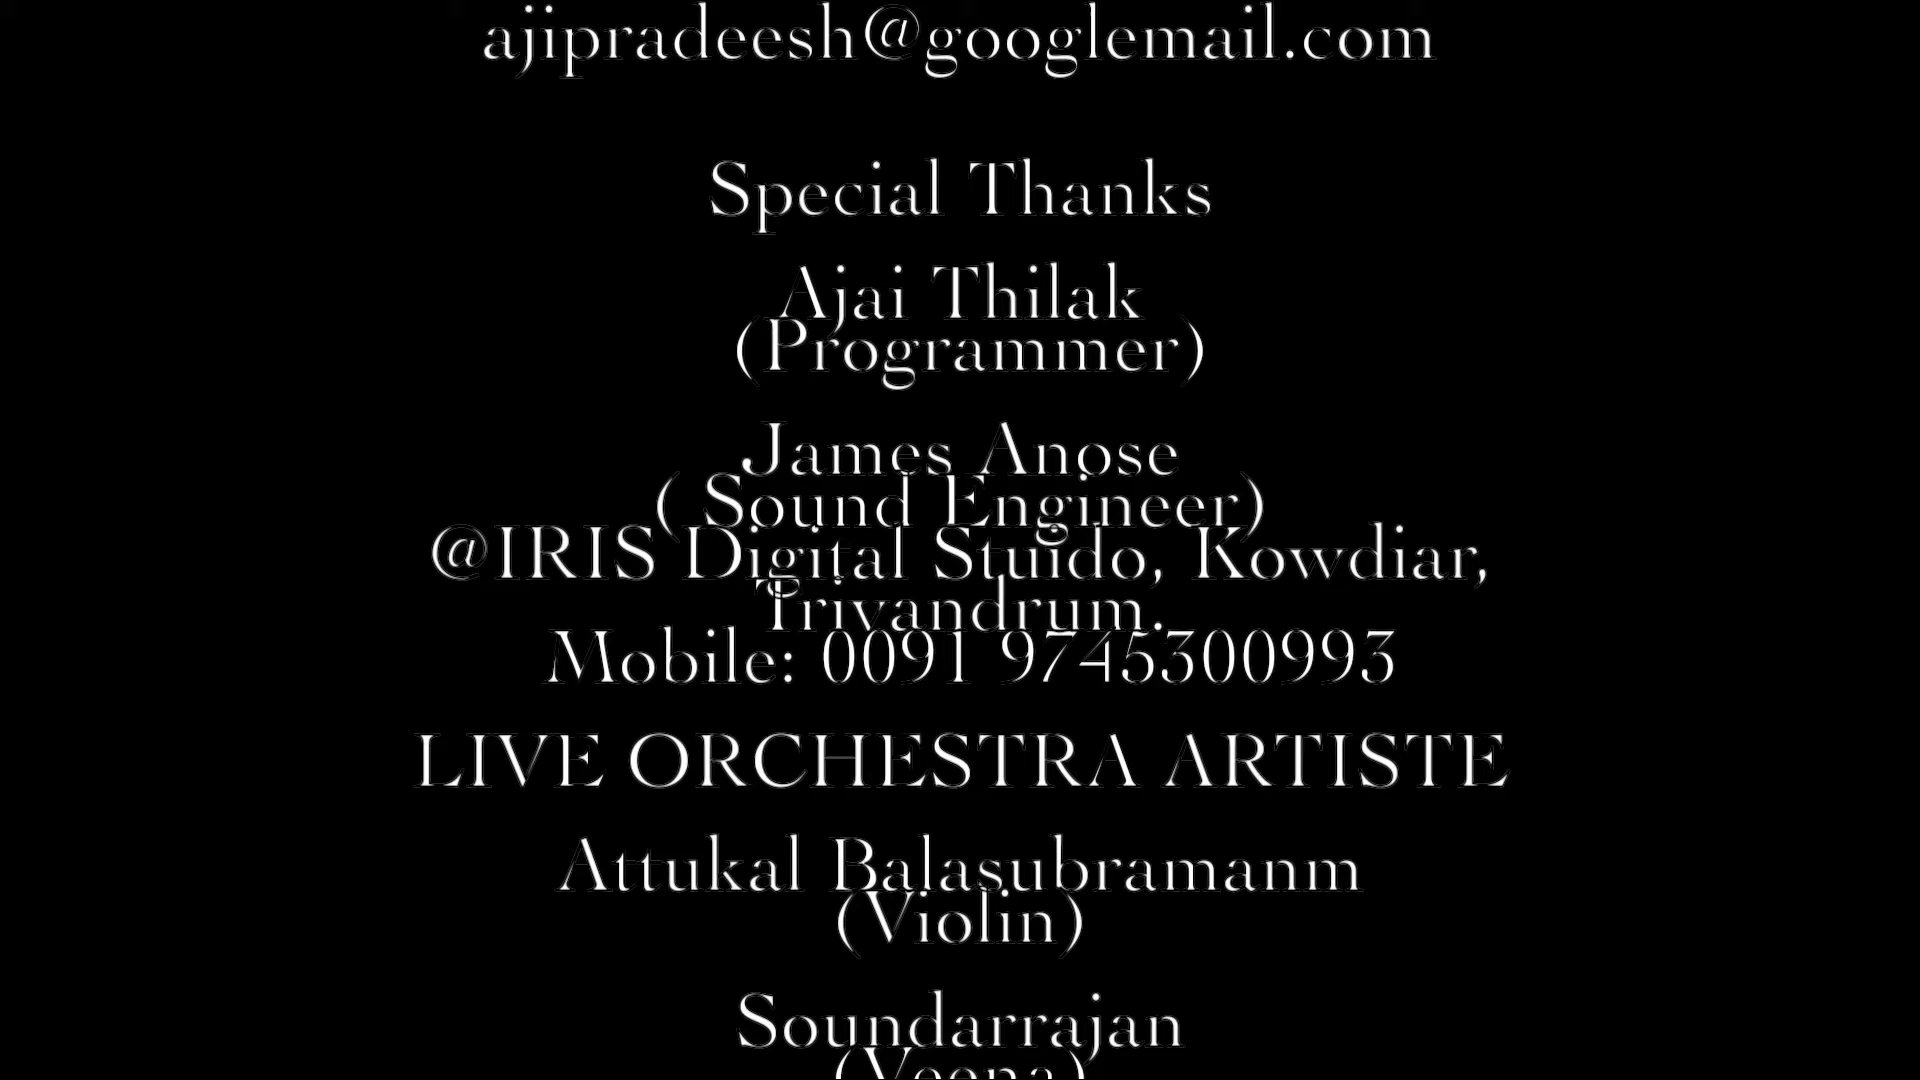 ajipradeesh@googlemail.com
Special Thanks
Ajai Thilak
(Programmer)
James Anose
( Sound Engineer)
@IRIS Digital Stuido, Kowdiar,
Trivandrum.
Mobile: 0091 9745300993
LIVE ORCHESTRA ARTISTE
Attukal Balasubramanm
(Violin)
Soundarrajan
(Veena)